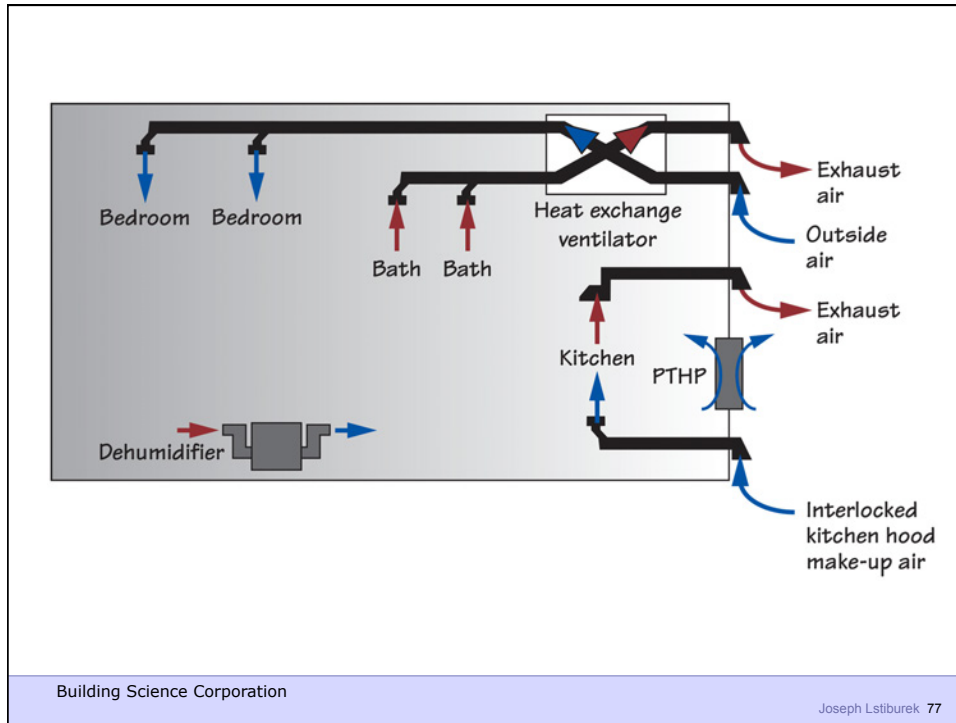 Exhaust
air
Bedroom
Bedroom
Heat exchange
ventilator
Outside
air
Bath
Bath
Exhaust
air
Kitchen
PTHP
Dehumidifier
Interlocked
kitchen hood
make-up air
Building Science Corporation
Joseph Lstiburek 77